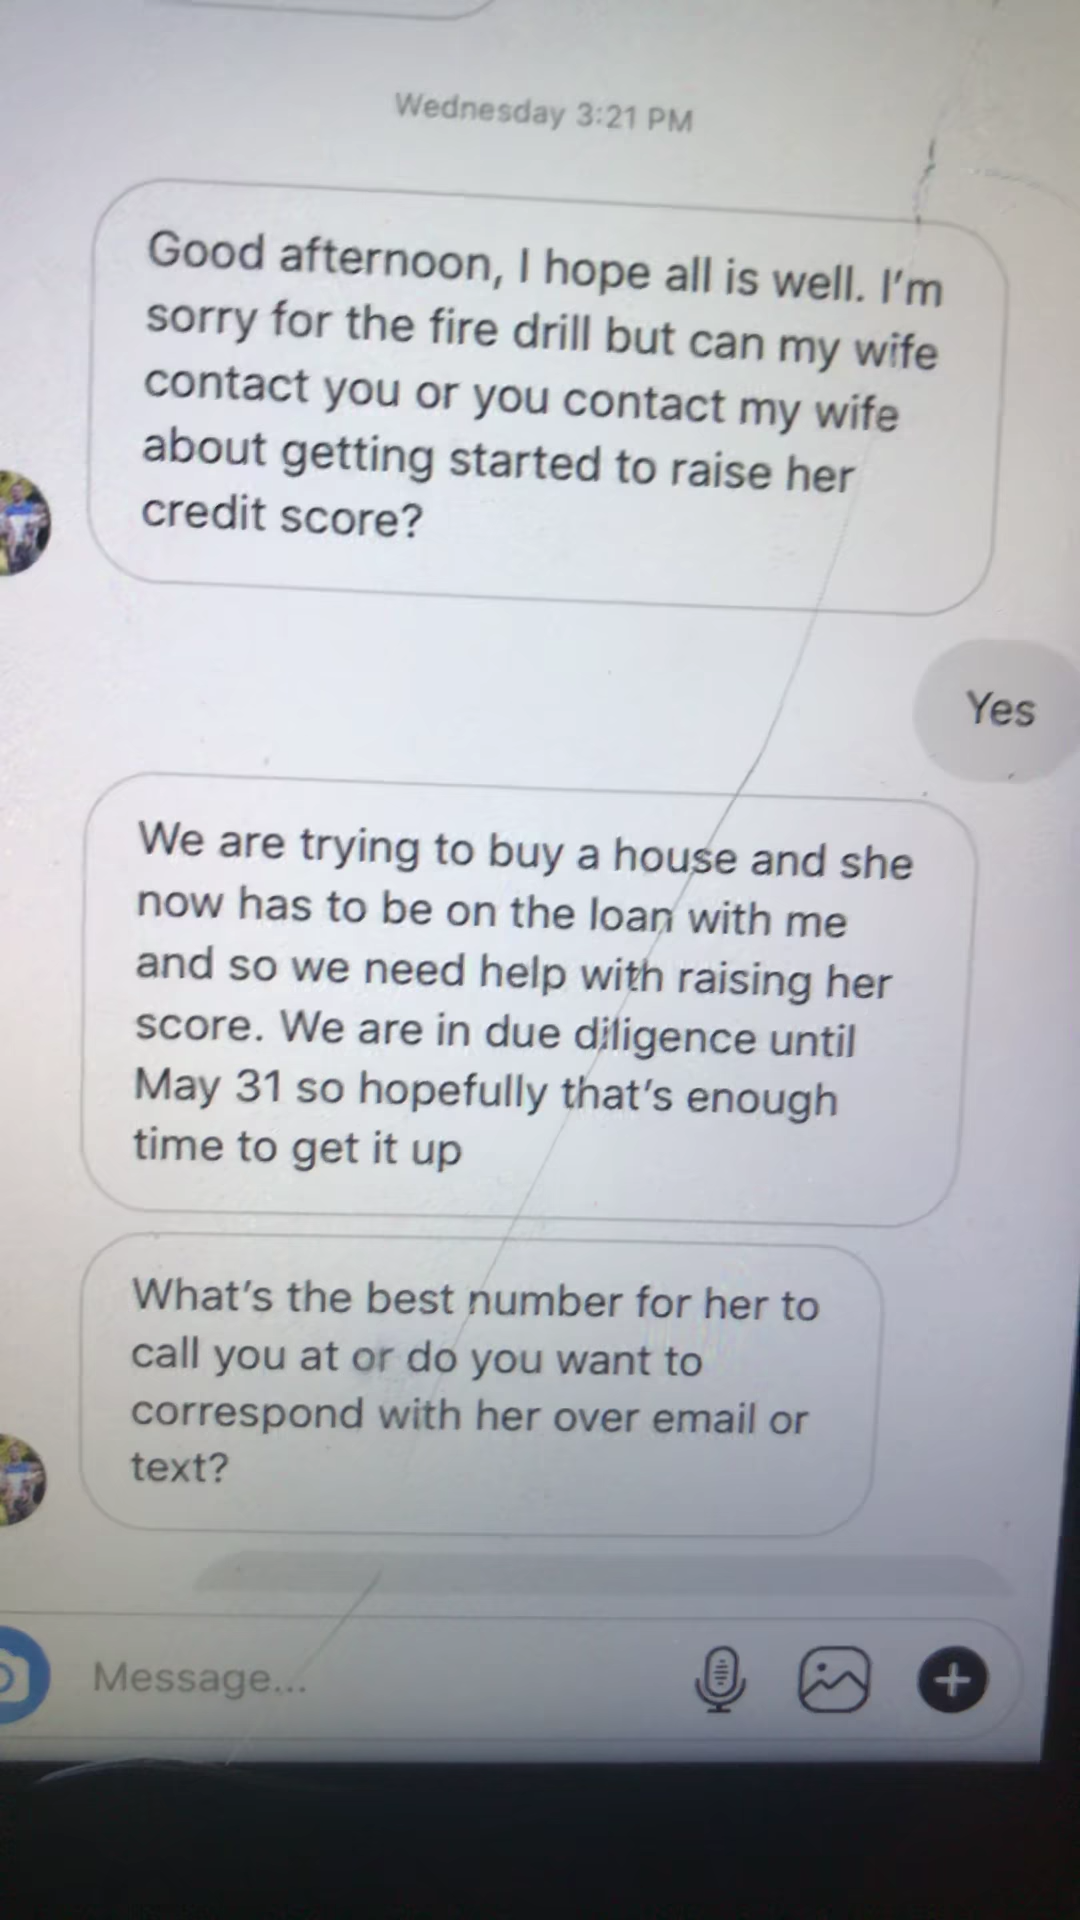 Wednesday 3:21 PM
Good afternoon, I hope all is well. I'm
sorry for the fire drill but can my wife
contact you or you contact my wife
about getting started to raise her
credit score?
Yes
We are trying to buy a house and she
now has to be on the loan with me
and so we need help with raising her
score. We are in due diligence until
May 31 so hopefully that's enough
time to get it up
What's the best number for her to
call you at or do you want to
correspond with her over email or
text?
Message...